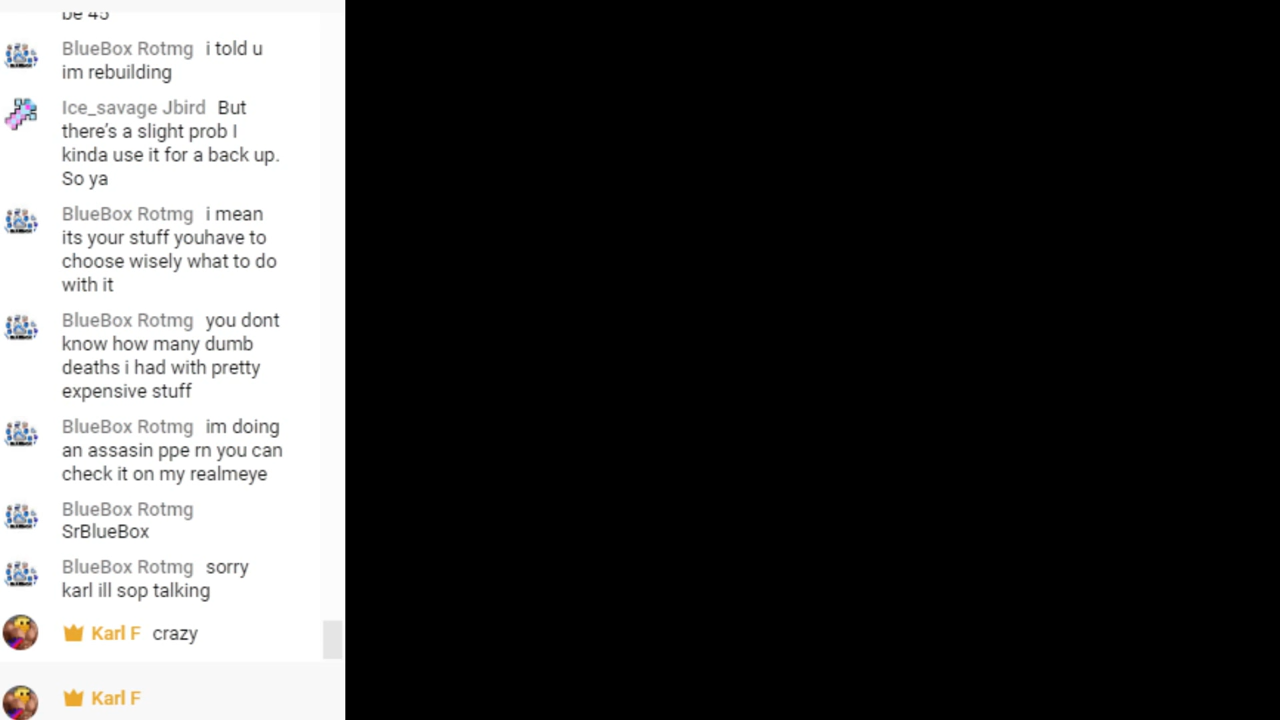 be 45
BlueBox Rotmg i told u
im rebuilding
Ice_savage Jbird But
there's a slight prob I
kinda use it for a back up.
So ya
BlueBox Rotmg i mean
its your stuff youhave to
choose wisely what to do
with it
BlueBox Rotmg you dont
know how many dumb
deaths i had with pretty
expensive stuff
BlueBox Rotmg im doing
an assasin ppe rn you can
check it on my realmeye
BlueBox Rotmg
SrBlueBox
BlueBox Rotmg sorry
karl ill sop talking
Karl F crazy
Karl F